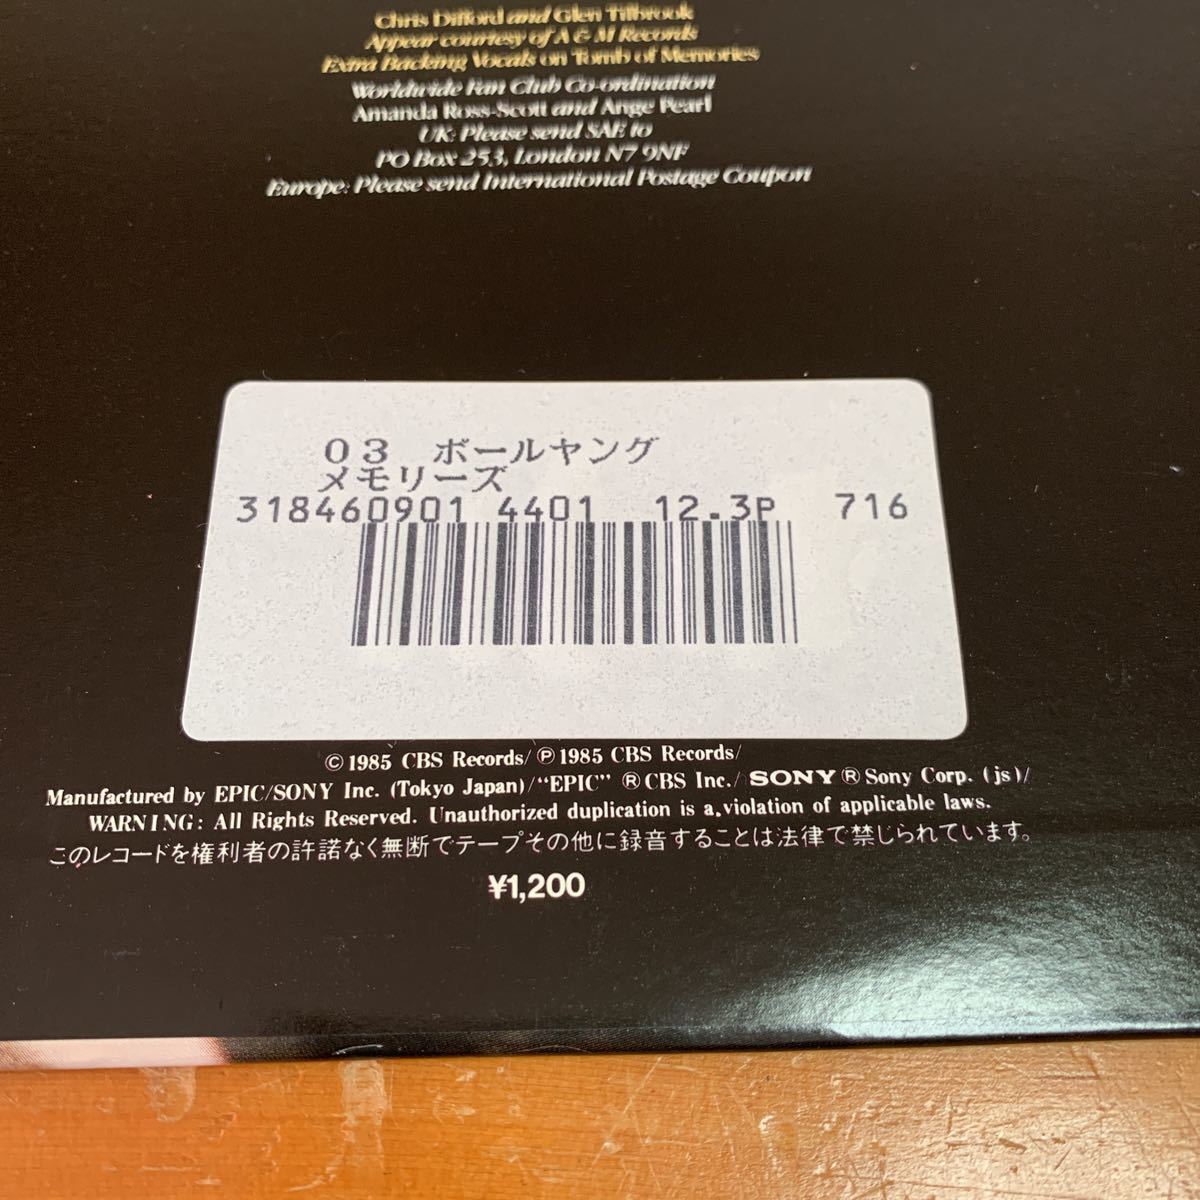 Chris Difford and Glen Tilbrook
Appear courtesy of A & M Records
Extra Backing Vocals on Tomb of Memories
Worldwide Fan Club Co-ordination
Amanda Ross-Scott and Ange Pearl
UK: Please send SAE to
PO Box 253, London N7 9NF
Europe: Please send International Postage Coupon
03 ボールヤング
メモリーズ
318460901 4401 12.3P 716
© 1985 CBS Records/ ℗ 1985 CBS Records/
Manufactured by EPIC/SONY Inc. (Tokyo Japan)/"EPIC" ® CBS Inc./ SONY ® Sony Corp. (js)/
WARNING: All Rights Reserved. Unauthorized duplication is a violation of applicable laws.
このレコードを権利者の許諾なく無断でテープその他に録音することは法律で禁じられています。
¥1,200